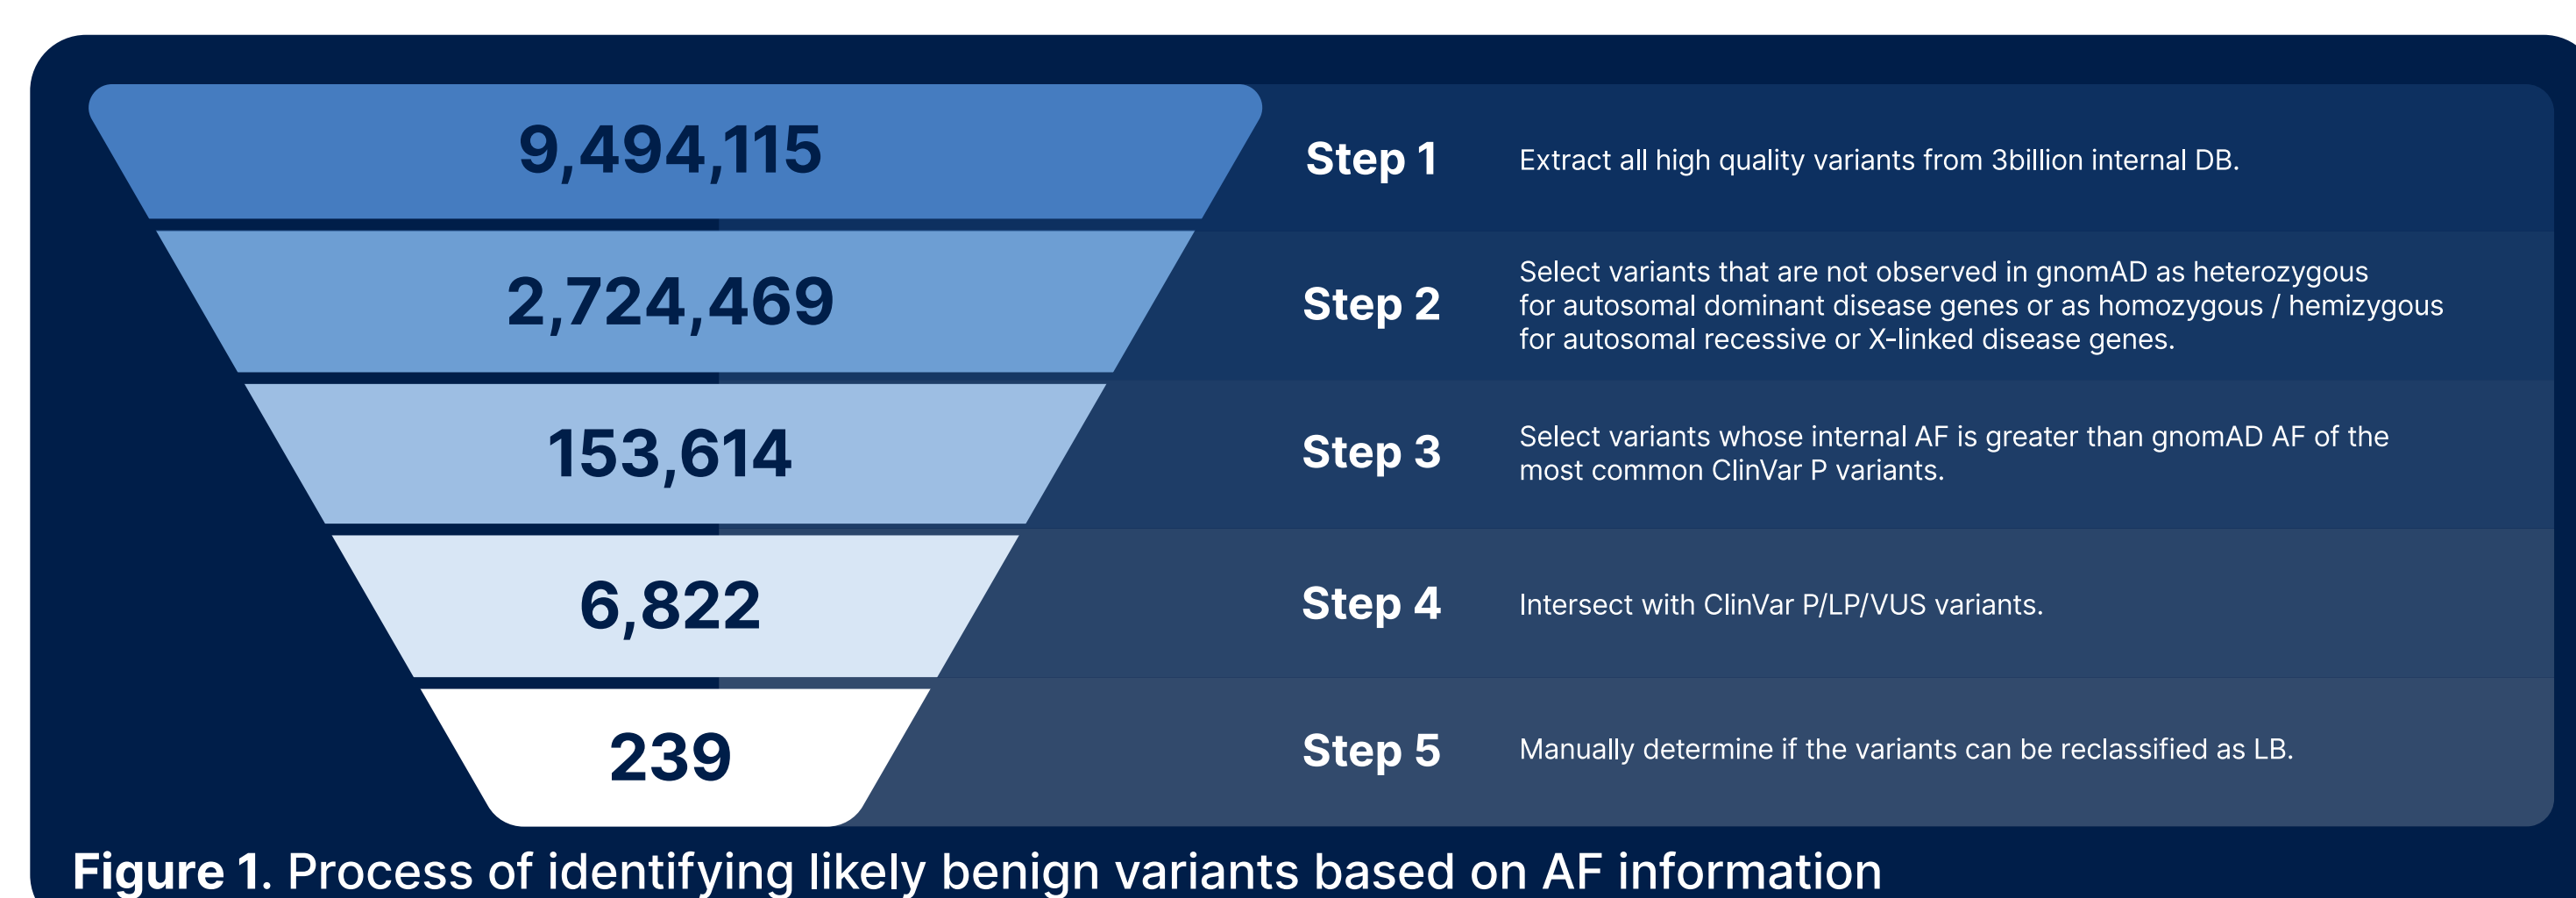 9,494,115
Step 1
Extract all high quality variants from 3billion internal DB.
2,724,469
Step 2
Select variants that are not observed in gnomAD as heterozygous
for autosomal dominant disease genes or as homozygous / hemizygous
for autosomal recessive or X-linked disease genes.
153,614
Step 3
Select variants whose internal AF is greater than gnomAD AF of the
most common ClinVar P variants.
6,822
Step 4
Intersect with ClinVar P/LP/VUS variants.
239
Step 5
Manually determine if the variants can be reclassified as LB.
Figure 1. Process of identifying likely benign variants based on AF information